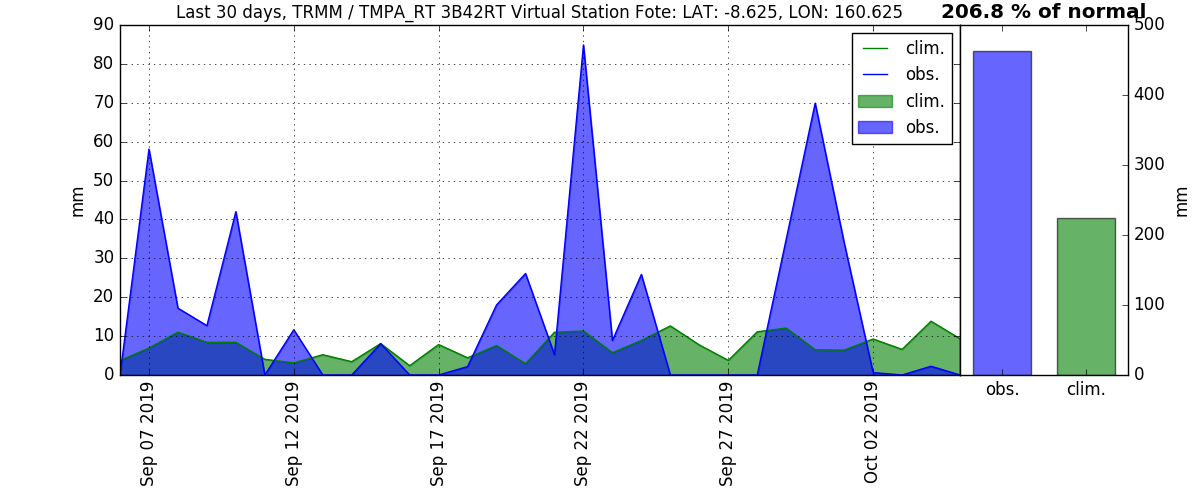 Last 30 days, TRMM / TMPA_RT 3B42RT Virtual Station Fote: LAT: -8.625, LON: 160.625
206.8 % of normal
90
80
70
60
50
40
30
20
10
0
mm
clim.
obs.
clim.
obs.
500
400
300
200
100
0
mm
Sep 07 2019
Sep 12 2019
Sep 17 2019
Sep 22 2019
Sep 27 2019
Oct 02 2019
obs.
clim.